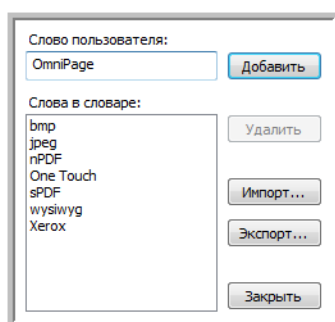 Слово пользователя:
OmniPage
Добавить
Слова в словаре:
bmp
jpeg
nPDF
One Touch
sPDF
wysiwyg
Xerox
Удалить
Импорт...
Экспорт...
Закрыть